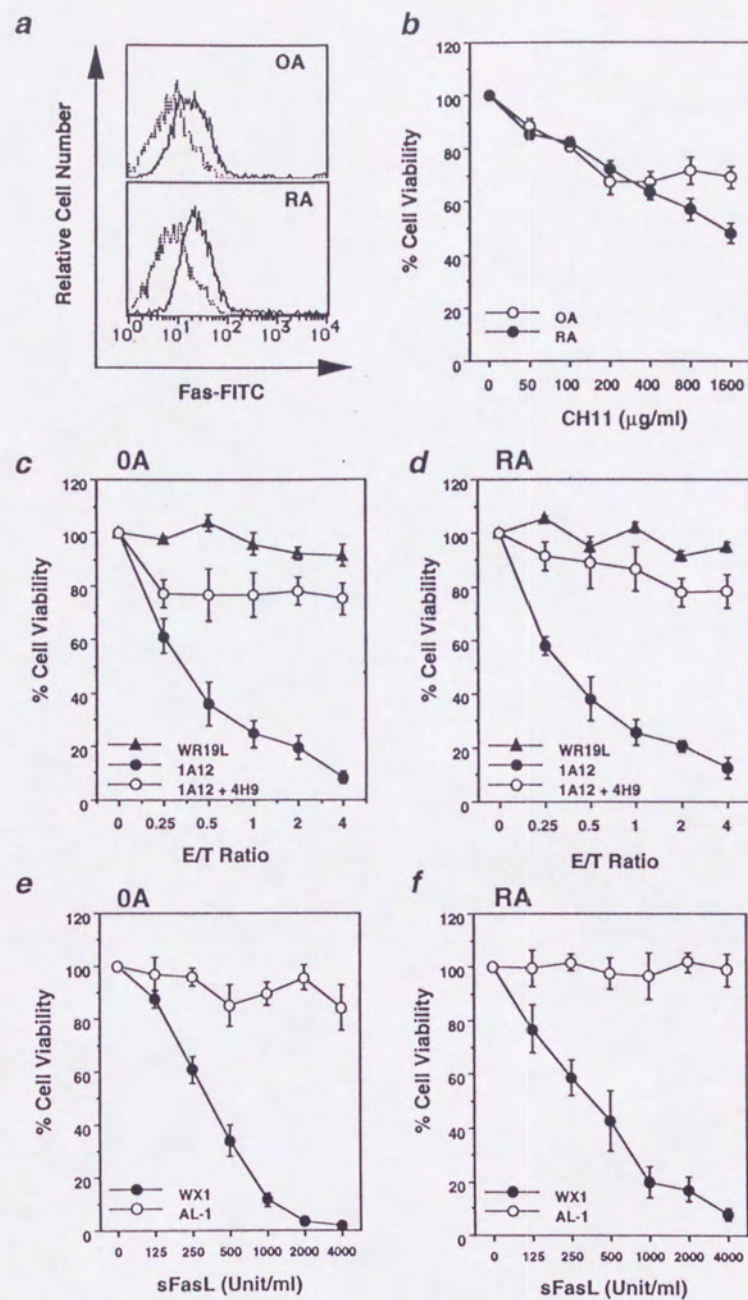 a
OA
RA
Relative Cell Number
10^0 10^1 10^2 10^3 10^4
Fas-FITC
b
120
100
80
60
40
20
0
% Cell Viability
OA
RA
0 50 100 200 400 800 1600
CH11 (µg/ml)
c
0A
120
100
80
60
40
20
0
% Cell Viability
WR19L
1A12
1A12 + 4H9
0 0.25 0.5 1 2 4
E/T Ratio
d
RA
120
100
80
60
40
20
0
% Cell Viability
WR19L
1A12
1A12 + 4H9
0 0.25 0.5 1 2 4
E/T Ratio
e
0A
120
100
80
60
40
20
0
% Cell Viability
WX1
AL-1
0 125 250 500 1000 2000 4000
sFasL (Unit/ml)
f
RA
120
100
80
60
40
20
0
% Cell Viability
WX1
AL-1
0 125 250 500 1000 2000 4000
sFasL (Unit/ml)